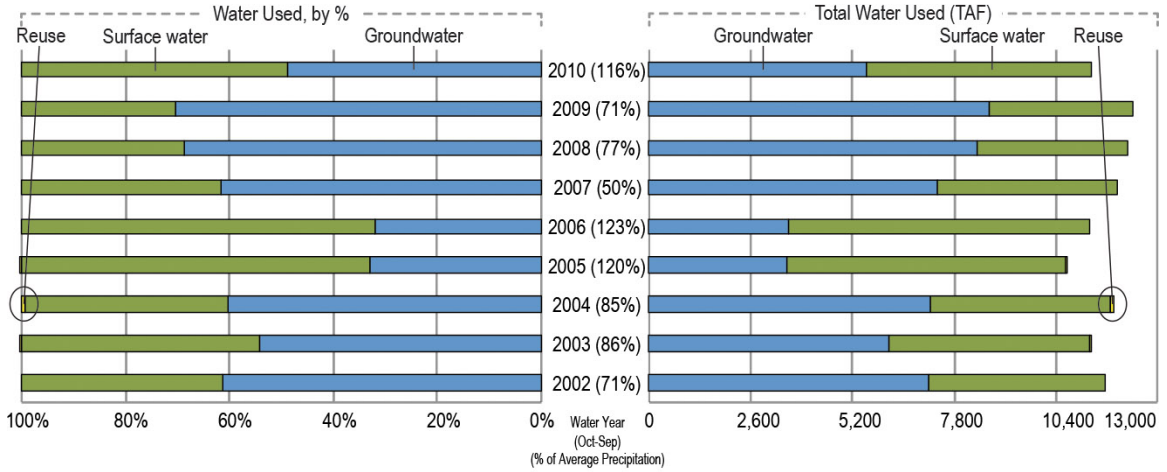 Water Used, by %
Total Water Used (TAF)
Reuse
Surface water
Groundwater
Groundwater
Surface water
Reuse
2010 (116%)
2009 (71%)
2008 (77%)
2007 (50%)
2006 (123%)
2005 (120%)
2004 (85%)
2003 (86%)
2002 (71%)
100% 80% 60% 40% 20% 0%
Water Year
(Oct-Sep)
(% of Average Precipitation)
0 2,600 5,200 7,800 10,400 13,000